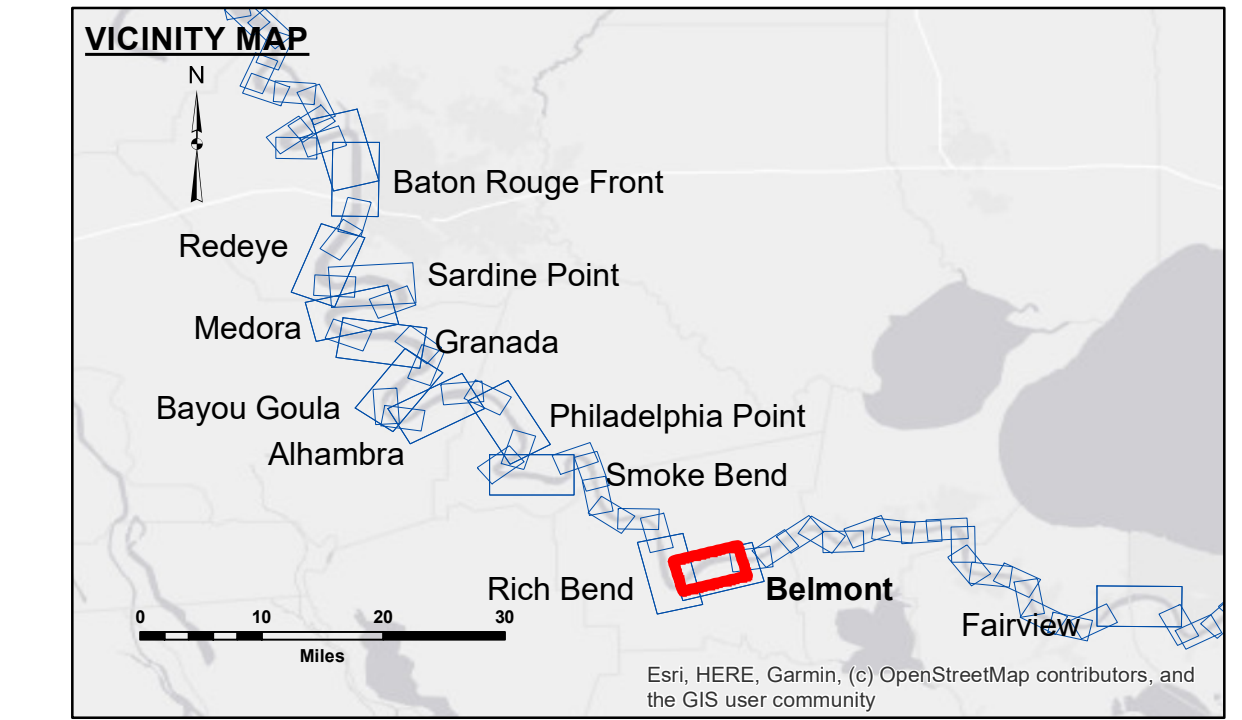 VICINITY MAP
N
Baton Rouge Front
Redeye
Sardine Point
Medora
Granada
Bayou Goula
Philadelphia Point
Alhambra
Smoke Bend
Rich Bend
Belmont
Fairview
0 10 20 30
Miles
Esri, HERE, Garmin, (c) OpenStreetMap contributors, and
the GIS user community